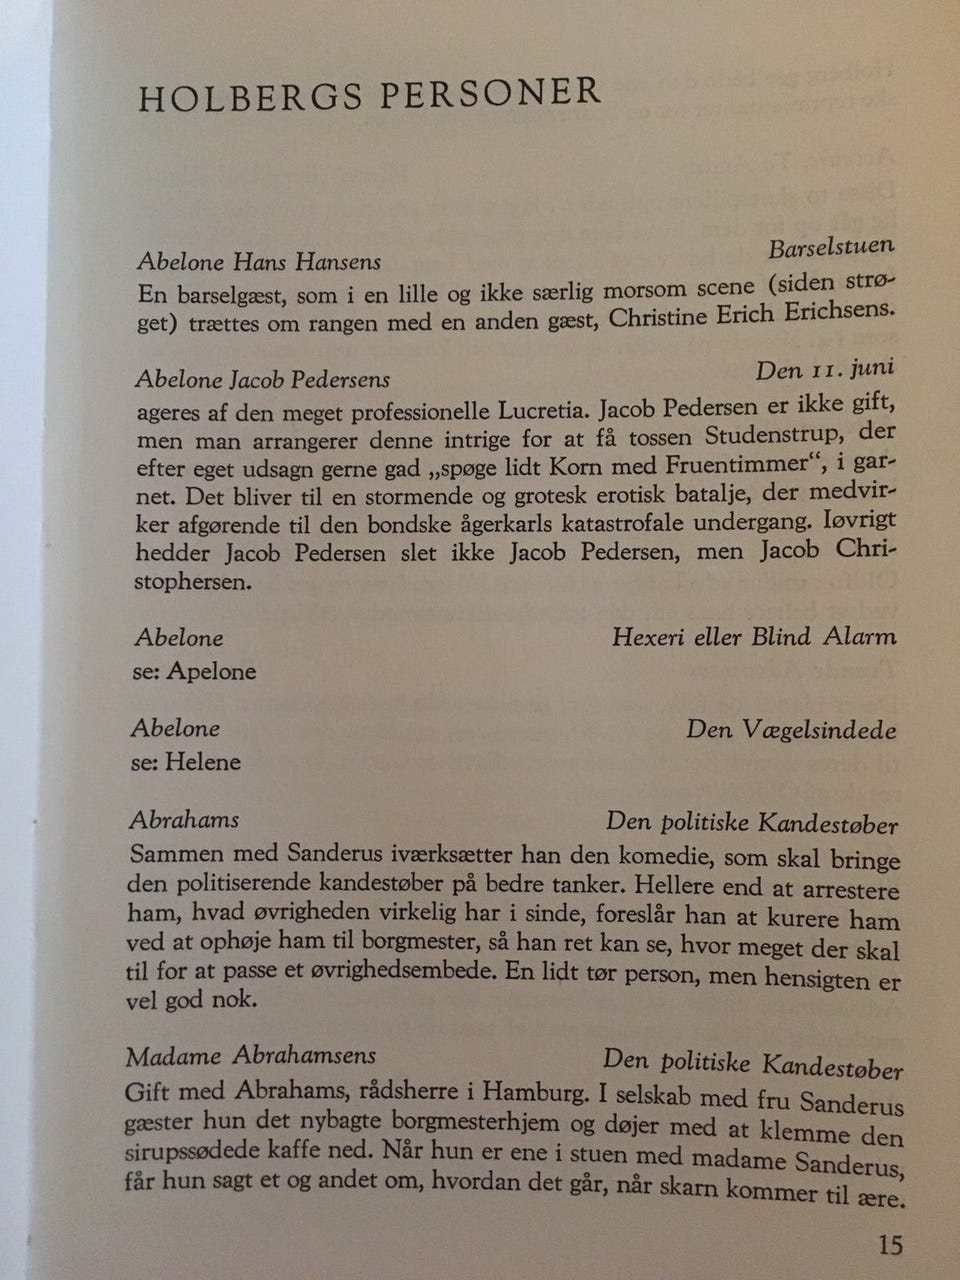 HOLBERGS PERSONER
Abelone Hans Hansens Barselstuen
En barselgæst, som i en lille og ikke særlig morsom scene (siden strø-
get) trættes om rangen med en anden gæst, Christine Erich Erichsens.
Abelone Jacob Pedersens Den 11. juni
ageres af den meget professionelle Lucretia. Jacob Pedersen er ikke gift,
men man arrangerer denne intrige for at få tossen Studenstrup, der
efter eget udsagn gerne gad „spøge lidt Korn med Fruentimmer“, i gar-
net. Det bliver til en stormende og grotesk erotisk batalje, der medvir-
ker afgørende til den bondske ågerkarls katastrofale undergang. Iøvrigt
hedder Jacob Pedersen slet ikke Jacob Pedersen, men Jacob Chri-
stophersen.
Abelone Hexeri eller Blind Alarm
se: Apelone
Abelone Den Vægelsindede
se: Helene
Abrahams Den politiske Kandestøber
Sammen med Sanderus iværksætter han den komedie, som skal bringe
den politiserende kandestøber på bedre tanker. Hellere end at arrestere
ham, hvad øvrigheden virkelig har i sinde, foreslår han at kurere ham
ved at ophøje ham til borgmester, så han ret kan se, hvor meget der skal
til for at passe et øvrighedsembede. En lidt tør person, men hensigten er
vel god nok.
Madame Abrahamsens Den politiske Kandestøber
Gift med Abrahams, rådsherre i Hamburg. I selskab med fru Sanderus
gæster hun det nybagte borgmesterhjem og døjer med at klemme den
sirupssødede kaffe ned. Når hun er ene i stuen med madame Sanderus,
får hun sagt et og andet om, hvordan det går, når skarn kommer til ære.
15